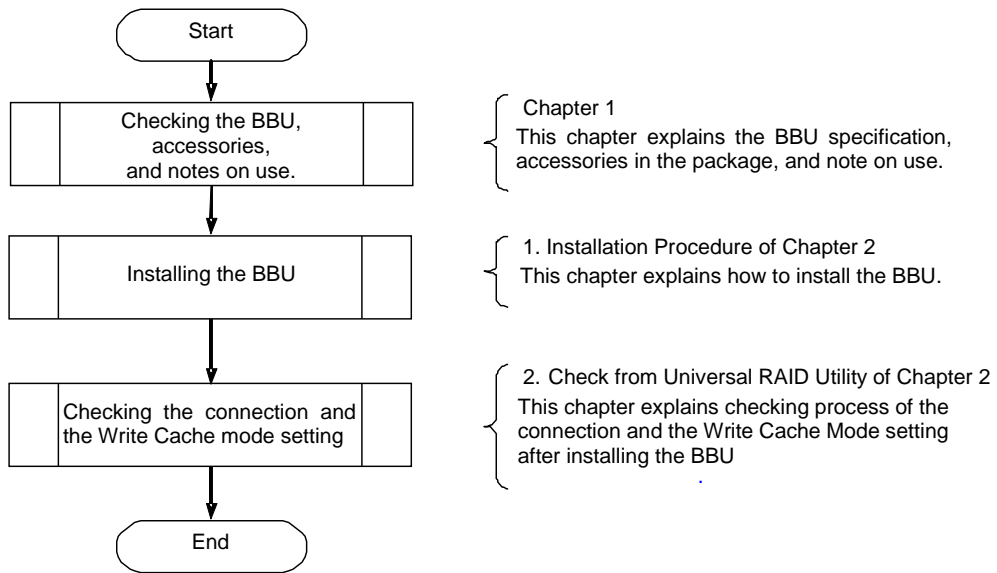 Start
Checking the BBU,
accessories,
and notes on use.
Chapter 1
This chapter explains the BBU specification,
accessories in the package, and note on use.
Installing the BBU
1. Installation Procedure of Chapter 2
This chapter explains how to install the BBU.
Checking the connection and
the Write Cache mode setting
2. Check from Universal RAID Utility of Chapter 2
This chapter explains checking process of the
connection and the Write Cache Mode setting
after installing the BBU
.
End